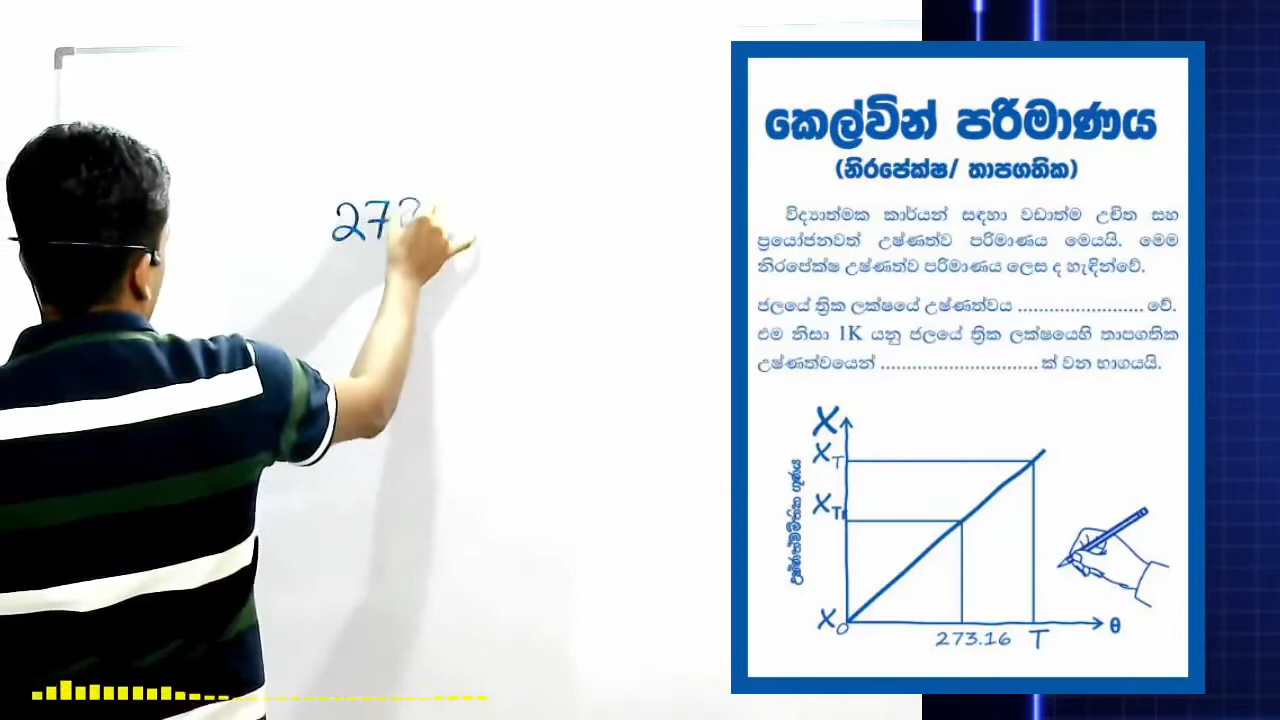 273
කෙල්වින් පරිමාණය
(නිරපේක්ෂ/ තාපගතික)
විද්‍යාත්මක කාර්යන් සඳහා වඩාත්ම උචිත සහ
ප්‍රයෝජනවත් උෂ්ණත්ව පරිමාණය මෙයයි. මෙම
නිරපේක්ෂ උෂ්ණත්ව පරිමාණය ලෙස ද හැඳින්වේ.
ජලයේ ත්‍රික ලක්ෂයේ උෂ්ණත්වය ........................ වේ.
එම නිසා 1K යනු ජලයේ ත්‍රික ලක්ෂයෙහි තාපගතික
උෂ්ණත්වයෙන් .............................. ක් වන භාගයයි.
X
X_T
X_Tr
උෂ්ණත්වමිතික ගුණය
X_0
θ
273.16 T